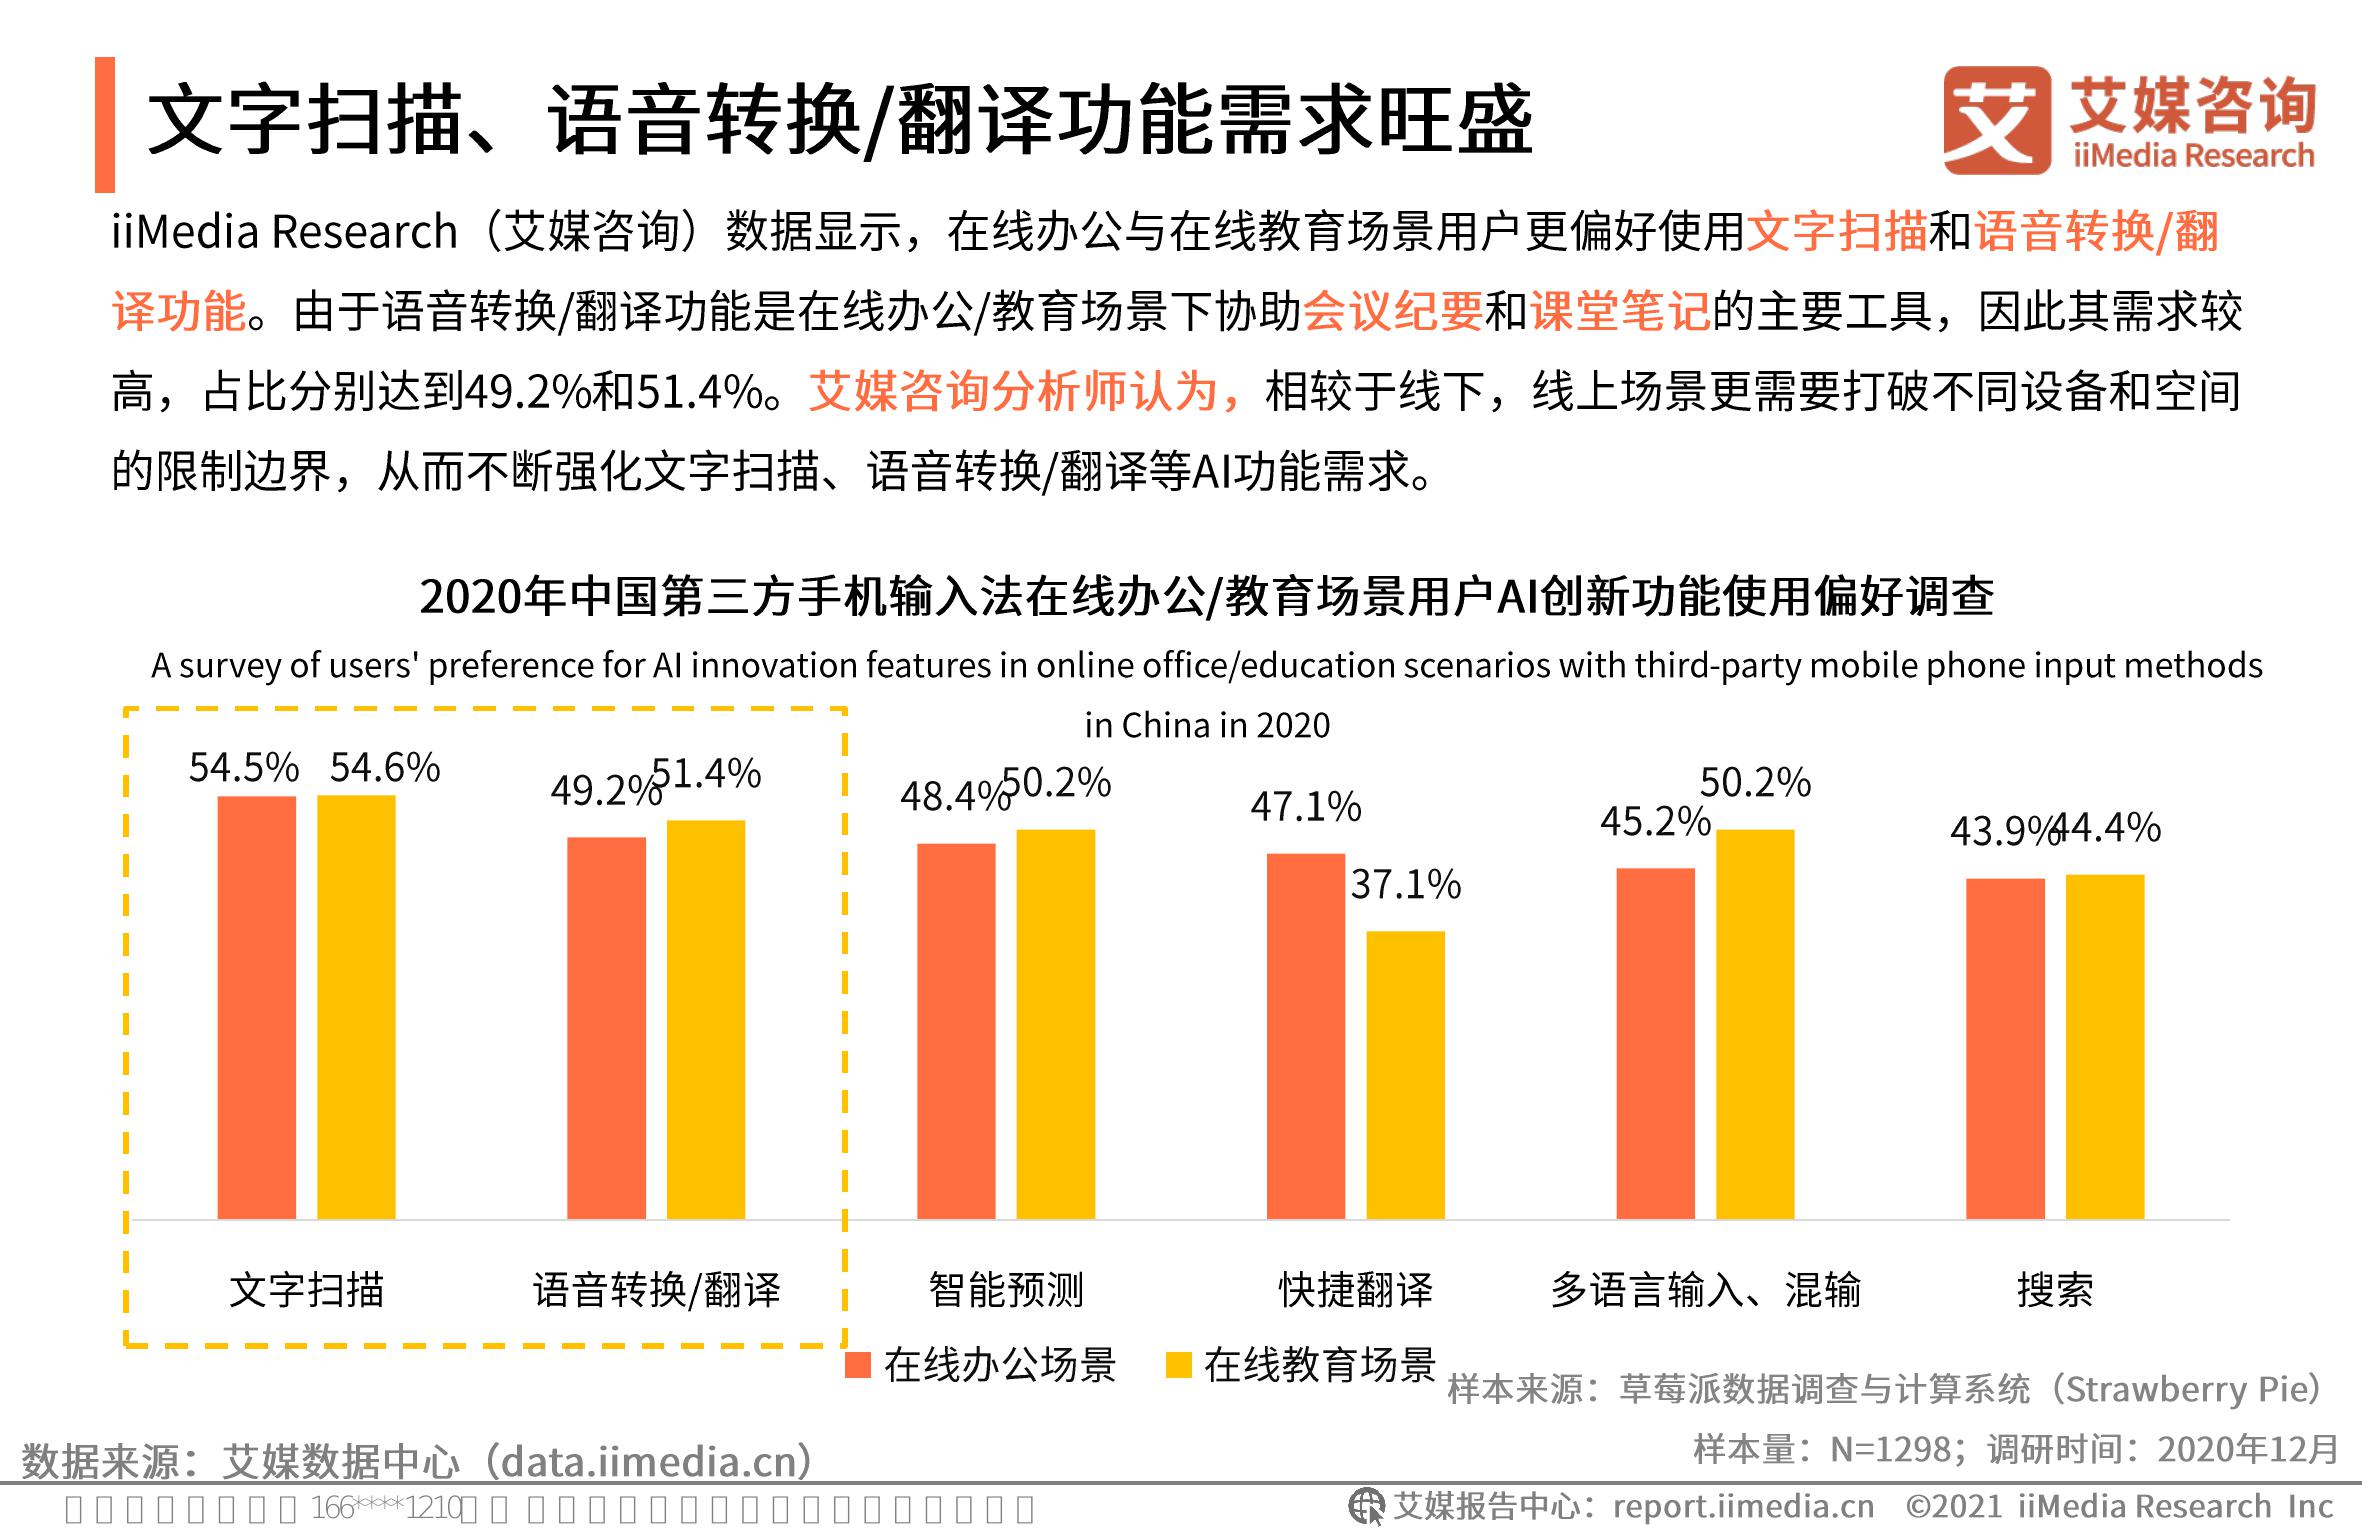 文字扫描、语音转换/翻译功能需求旺盛
艾 艾媒咨询
iiMedia Research
iiMedia Research（艾媒咨询）数据显示，在线办公与在线教育场景用户更偏好使用文字扫描和语音转换/翻
译功能。由于语音转换/翻译功能是在线办公/教育场景下协助会议纪要和课堂笔记的主要工具，因此其需求较
高，占比分别达到49.2%和51.4%。艾媒咨询分析师认为，相较于线下，线上场景更需要打破不同设备和空间
的限制边界，从而不断强化文字扫描、语音转换/翻译等AI功能需求。
2020年中国第三方手机输入法在线办公/教育场景用户AI创新功能使用偏好调查
A survey of users' preference for AI innovation features in online office/education scenarios with third-party mobile phone input methods
in China in 2020
54.5% 54.6% 49.2% 51.4% 48.4% 50.2% 47.1% 37.1% 45.2% 50.2% 43.9% 44.4%
文字扫描 语音转换/翻译 智能预测 快捷翻译 多语言输入、混输 搜索
在线办公场景 在线教育场景
样本来源：草莓派数据调查与计算系统（Strawberry Pie）
样本量：N=1298；调研时间：2020年12月
数据来源：艾媒数据中心（data.iimedia.cn）
166****1210
艾媒报告中心：report.iimedia.cn ©2021 iiMedia Research Inc